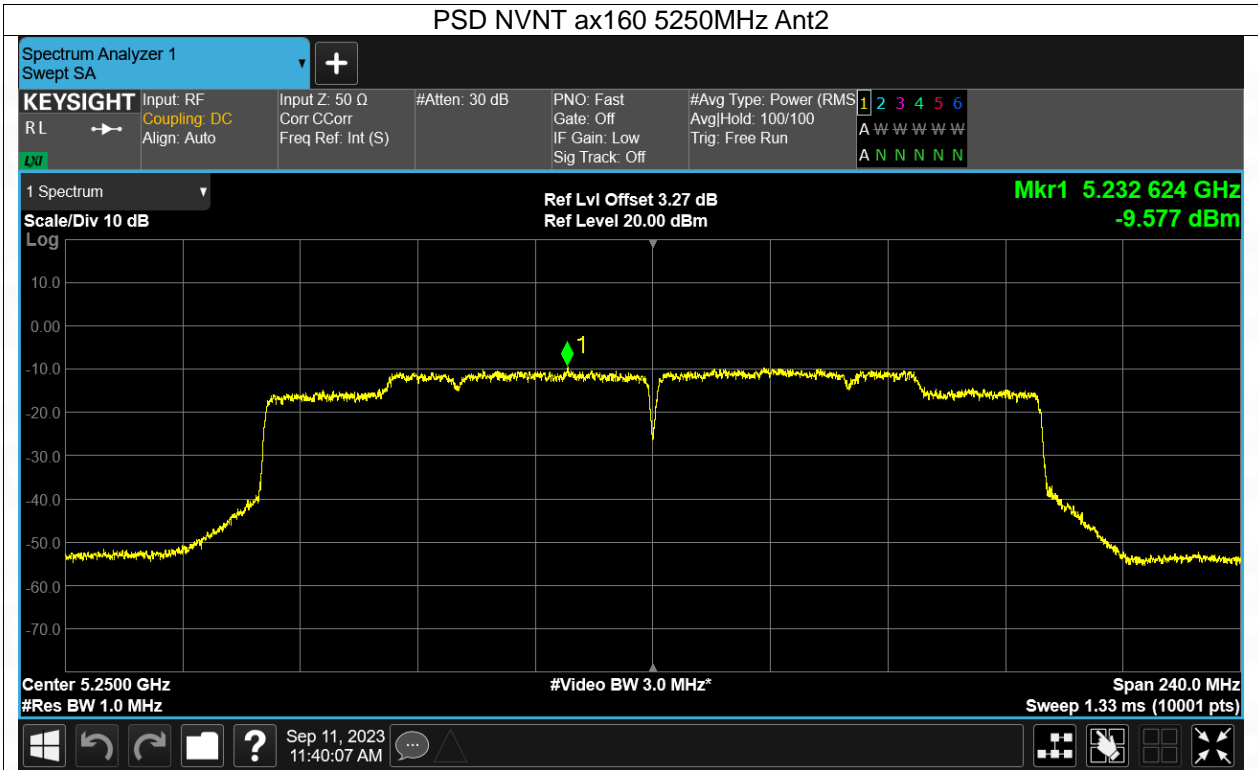 PSD NVNT ax160 5250MHz Ant2
Spectrum Analyzer 1
Swept SA
KEYSIGHT
R L
LXI
Input: RF
Coupling: DC
Align: Auto
Input Z: 50 Ω
Corr CCorr
Freq Ref: Int (S)
#Atten: 30 dB
PNO: Fast
Gate: Off
IF Gain: Low
Sig Track: Off
#Avg Type: Power (RMS
Avg|Hold: 100/100
Trig: Free Run
1 2 3 4 5 6
A W W W W W
A N N N N N
1 Spectrum
Scale/Div 10 dB
Ref Lvl Offset 3.27 dB
Ref Level 20.00 dBm
Mkr1 5.232 624 GHz
-9.577 dBm
Log
10.0
0.00
-10.0
-20.0
-30.0
-40.0
-50.0
-60.0
-70.0
1
Center 5.2500 GHz
#Res BW 1.0 MHz
#Video BW 3.0 MHz*
Span 240.0 MHz
Sweep 1.33 ms (10001 pts)
?
Sep 11, 2023
11:40:07 AM